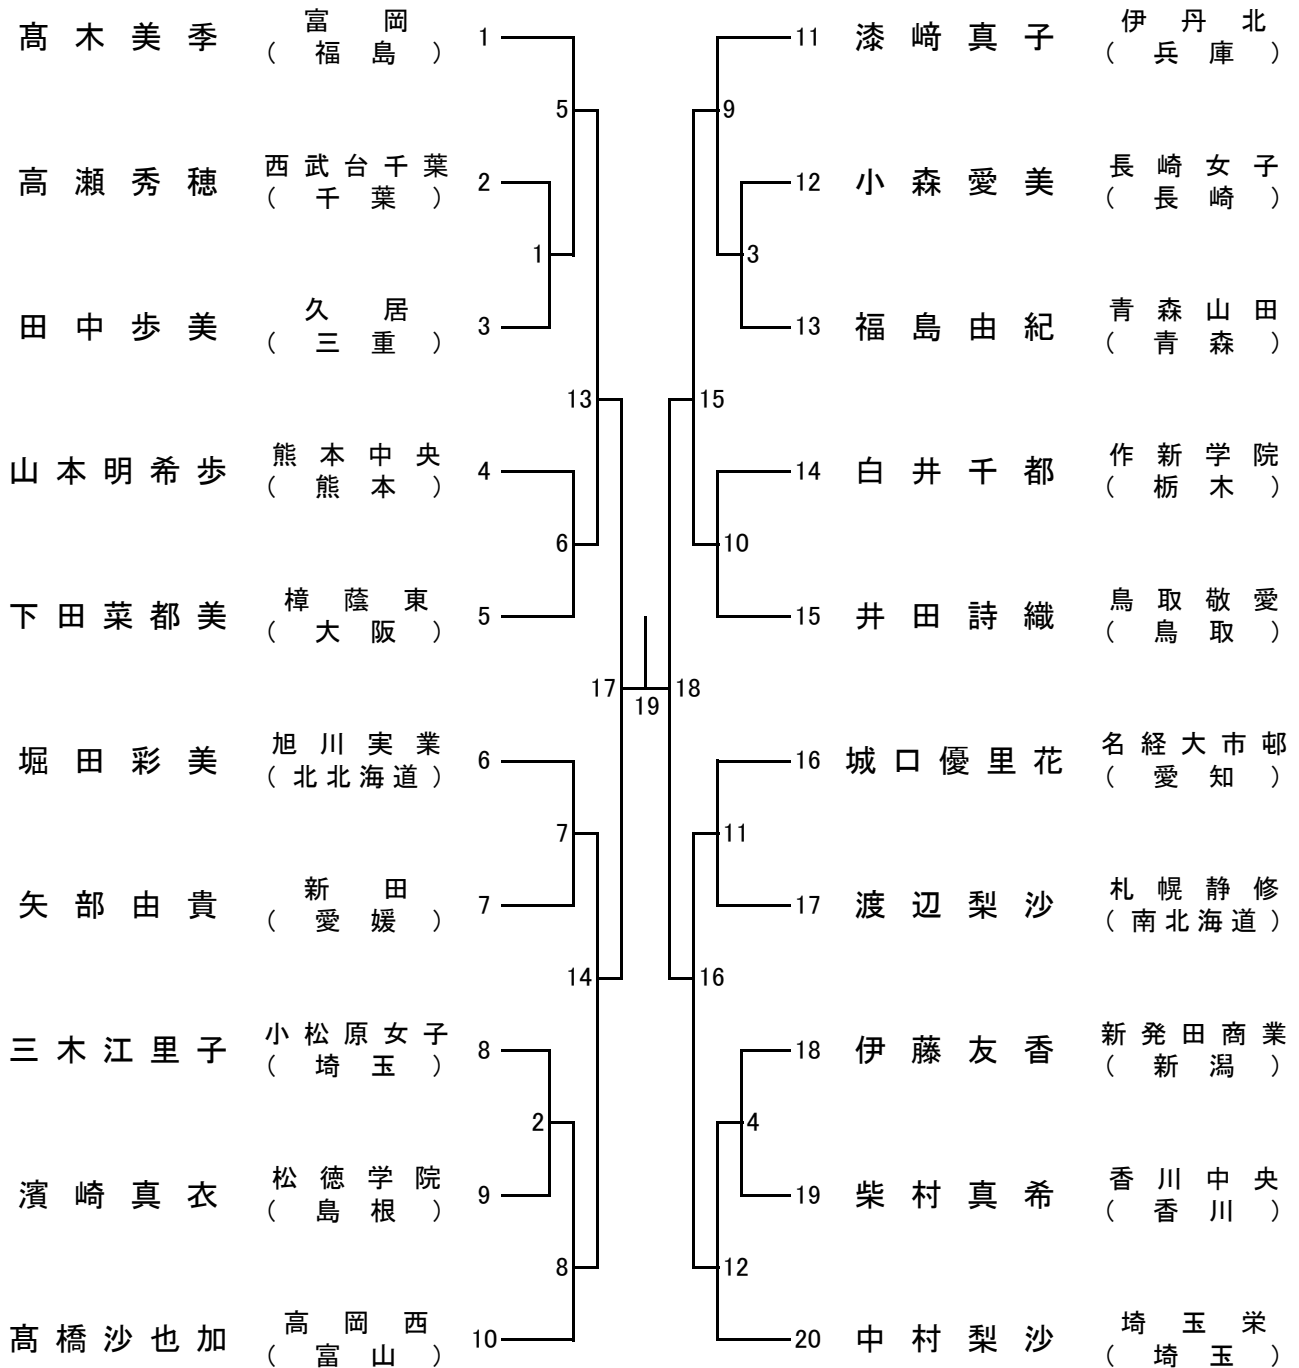 髙木美季 富岡 (福島) 1
高瀬秀穂 西武台千葉 (千葉) 2
田中歩美 久居 (三重) 3
山本明希歩 熊本中央 (熊本) 4
下田菜都美 樟蔭東 (大阪) 5
堀田彩美 旭川実業 (北北海道) 6
矢部由貴 新田 (愛媛) 7
三木江里子 小松原女子 (埼玉) 8
濱崎真衣 松徳学院 (島根) 9
髙橋沙也加 高岡西 (富山) 10
5
1
13
6
17
7
14
2
8
19
9
3
15
10
18
11
16
4
12
11 漆﨑真子 伊丹北 (兵庫)
12 小森愛美 長崎女子 (長崎)
13 福島由紀 青森山田 (青森)
14 白井千都 作新学院 (栃木)
15 井田詩織 鳥取敬愛 (鳥取)
16 城口優里花 名経大市邨 (愛知)
17 渡辺梨沙 札幌静修 (南北海道)
18 伊藤友香 新発田商業 (新潟)
19 柴村真希 香川中央 (香川)
20 中村梨沙 埼玉栄 (埼玉)